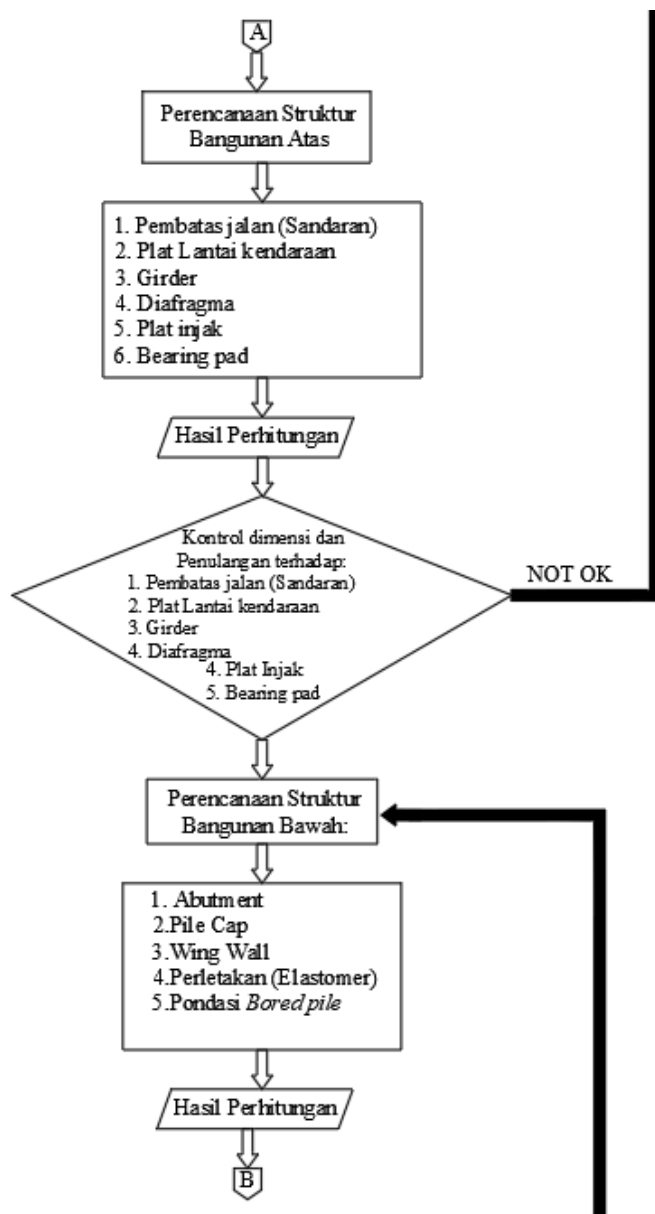 A
Perencanaan Struktur
Bangunan Atas
1. Pembatas jalan (Sandaran)
2. Plat Lantai kendaraan
3. Girder
4. Diafragma
5. Plat injak
6. Bearing pad
Hasil Perhitungan
Kontrol dimensi dan
Penulangan terhadap:
1. Pembatas jalan (Sandaran)
2. Plat Lantai kendaraan
3. Girder
4. Diafragma
4. Plat Injak
5. Bearing pad
NOT OK
Perencanaan Struktur
Bangunan Bawah:
1. Abutment
2.Pile Cap
3.Wing Wall
4.Perletakan (Elastomer)
5.Pondasi Bored pile
Hasil Perhitungan
B